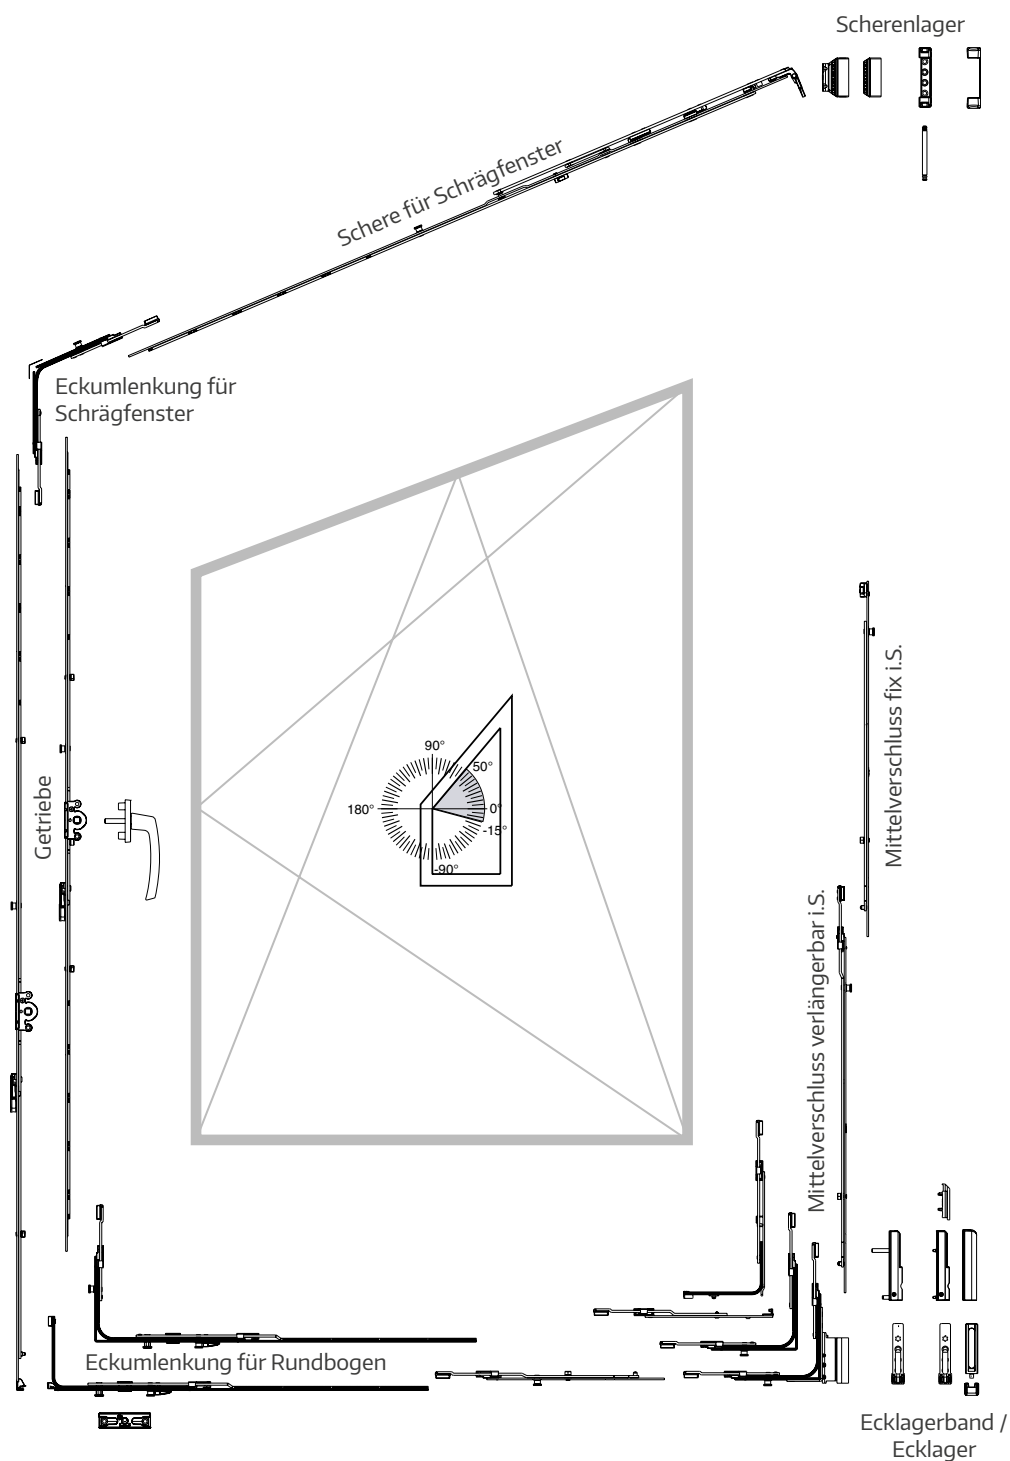 Scherenlager
Schere für Schrägfenster
Eckumlenkung für
Schrägfenster
Mittelverschluss fix i.S.
90°
50°
180°
0°
-15°
-90°
Getriebe
Mittelverschluss verlängerbar i.S.
Eckumlenkung für Rundbogen
Ecklagerband /
Ecklager